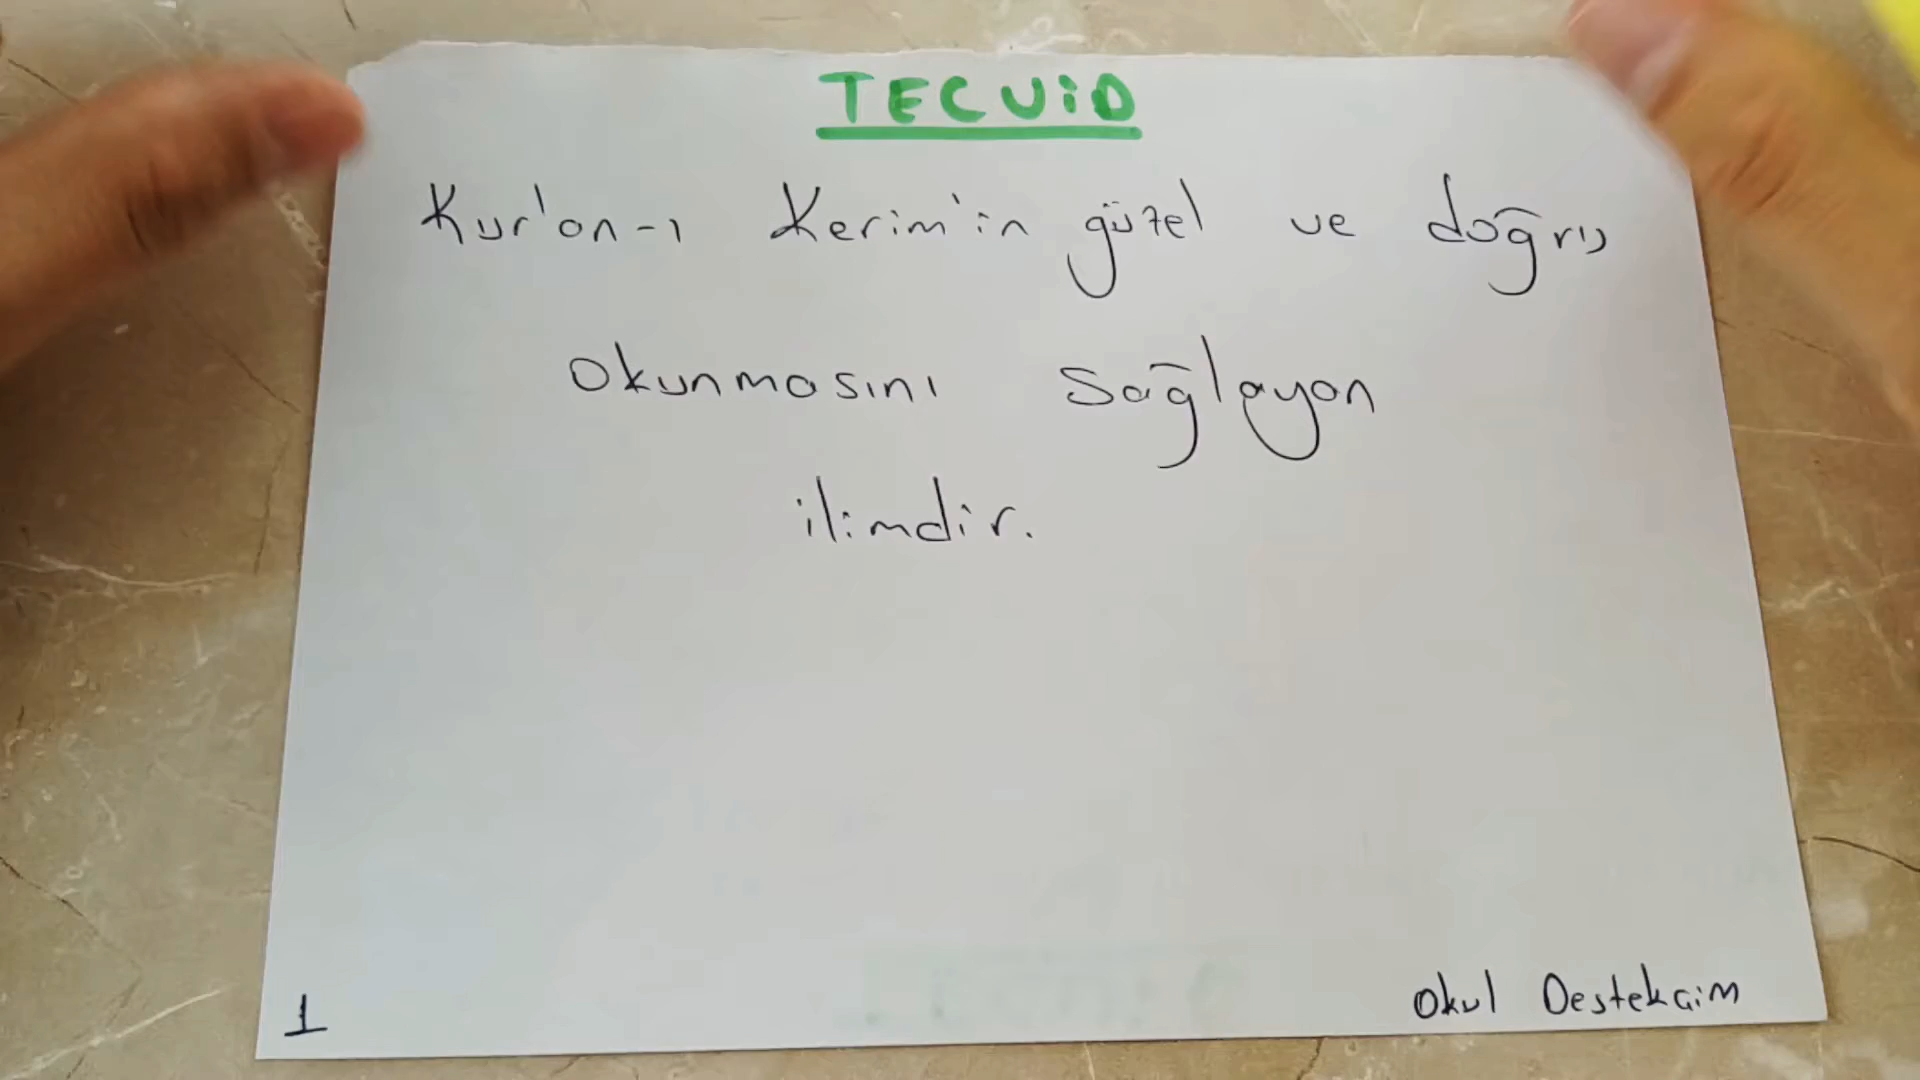 TECVİD
Kur'an-ı Kerim'in güzel ve doğru
okunmasını sağlayan
ilimdir.
1
Okul Destekçim